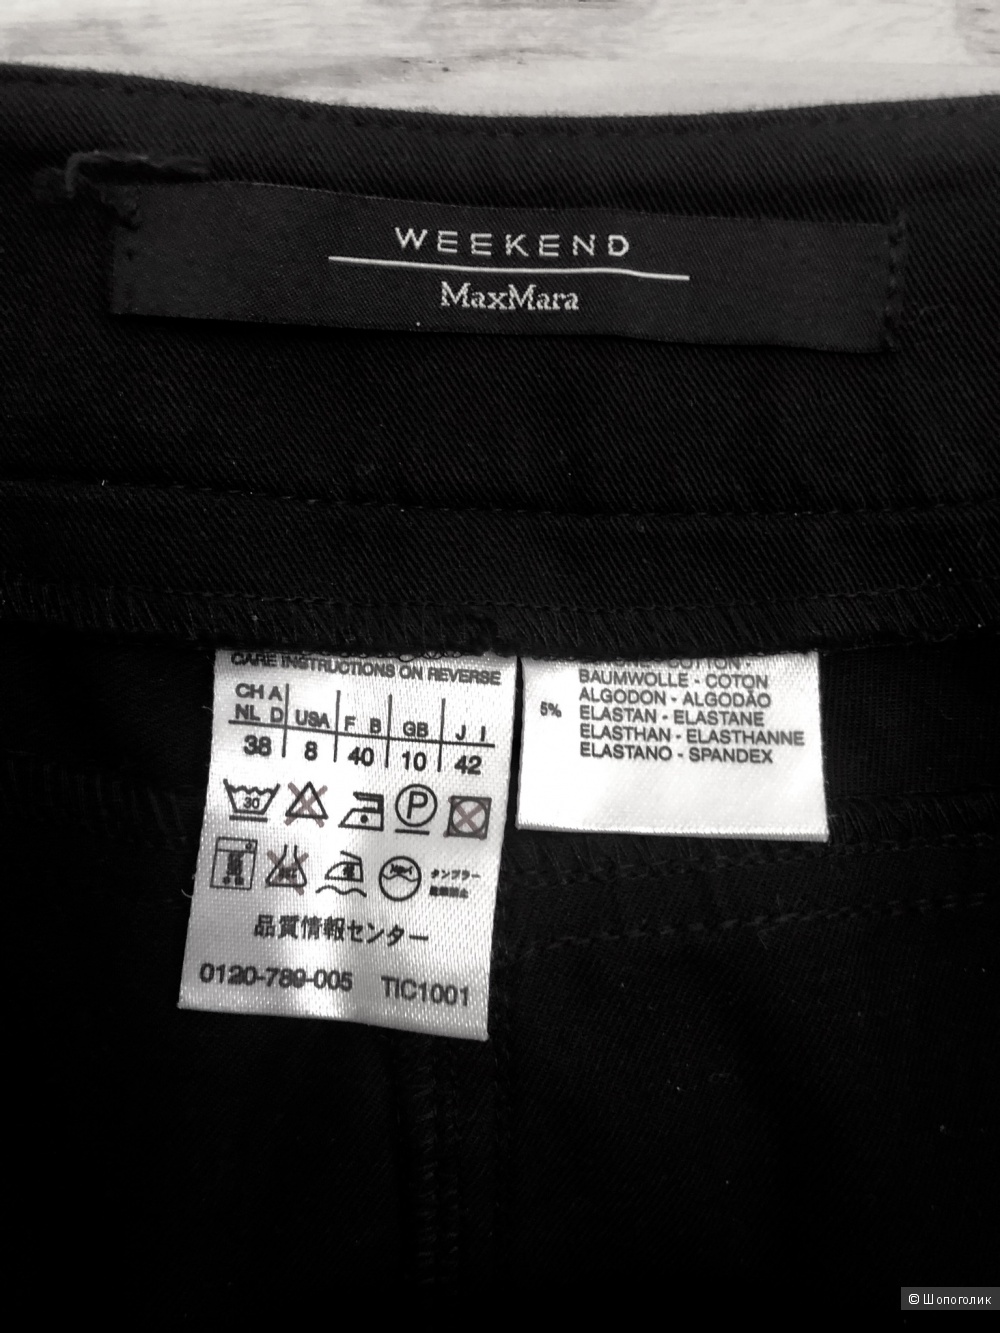 WEEKEND
MaxMara
CARE INSTRUCTIONS ON REVERSE
CH A
NL D USA F B GB J I
38 8 40 10 42
30 P
品質情報センター
0120-789-005 TIC1001
COTTON -
BAUMWOLLE - COTON
ALGODON - ALGODÃO
5% ELASTAN - ELASTANE
ELASTHAN - ELASTHANNE
ELASTANO - SPANDEX
© Шопоголик